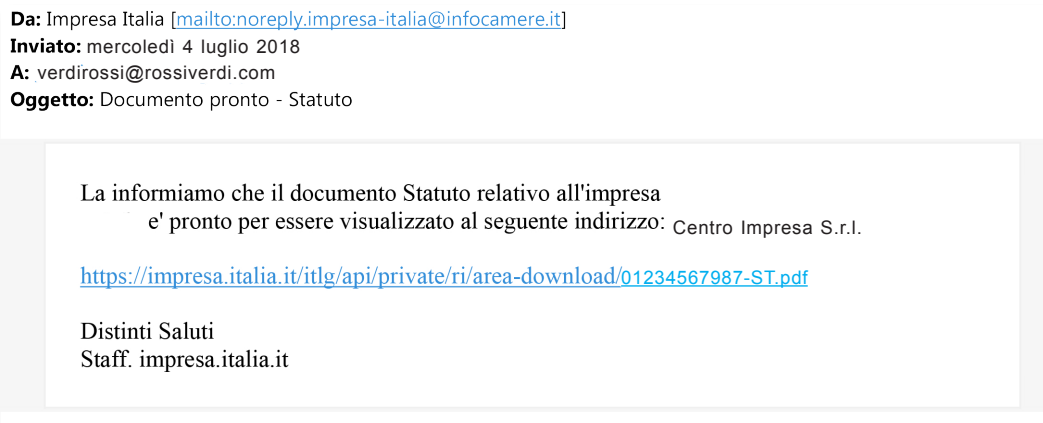 Da: Impresa Italia [mailto:noreply.impresa-italia@infocamere.it]
Inviato: mercoledì 4 luglio 2018
A: verdirossi@rossiverdi.com
Oggetto: Documento pronto - Statuto
La informiamo che il documento Statuto relativo all'impresa
e' pronto per essere visualizzato al seguente indirizzo: Centro Impresa S.r.l.
https://impresa.italia.it/itlg/api/private/ri/area-download/01234567987-ST.pdf
Distinti Saluti
Staff. impresa.italia.it